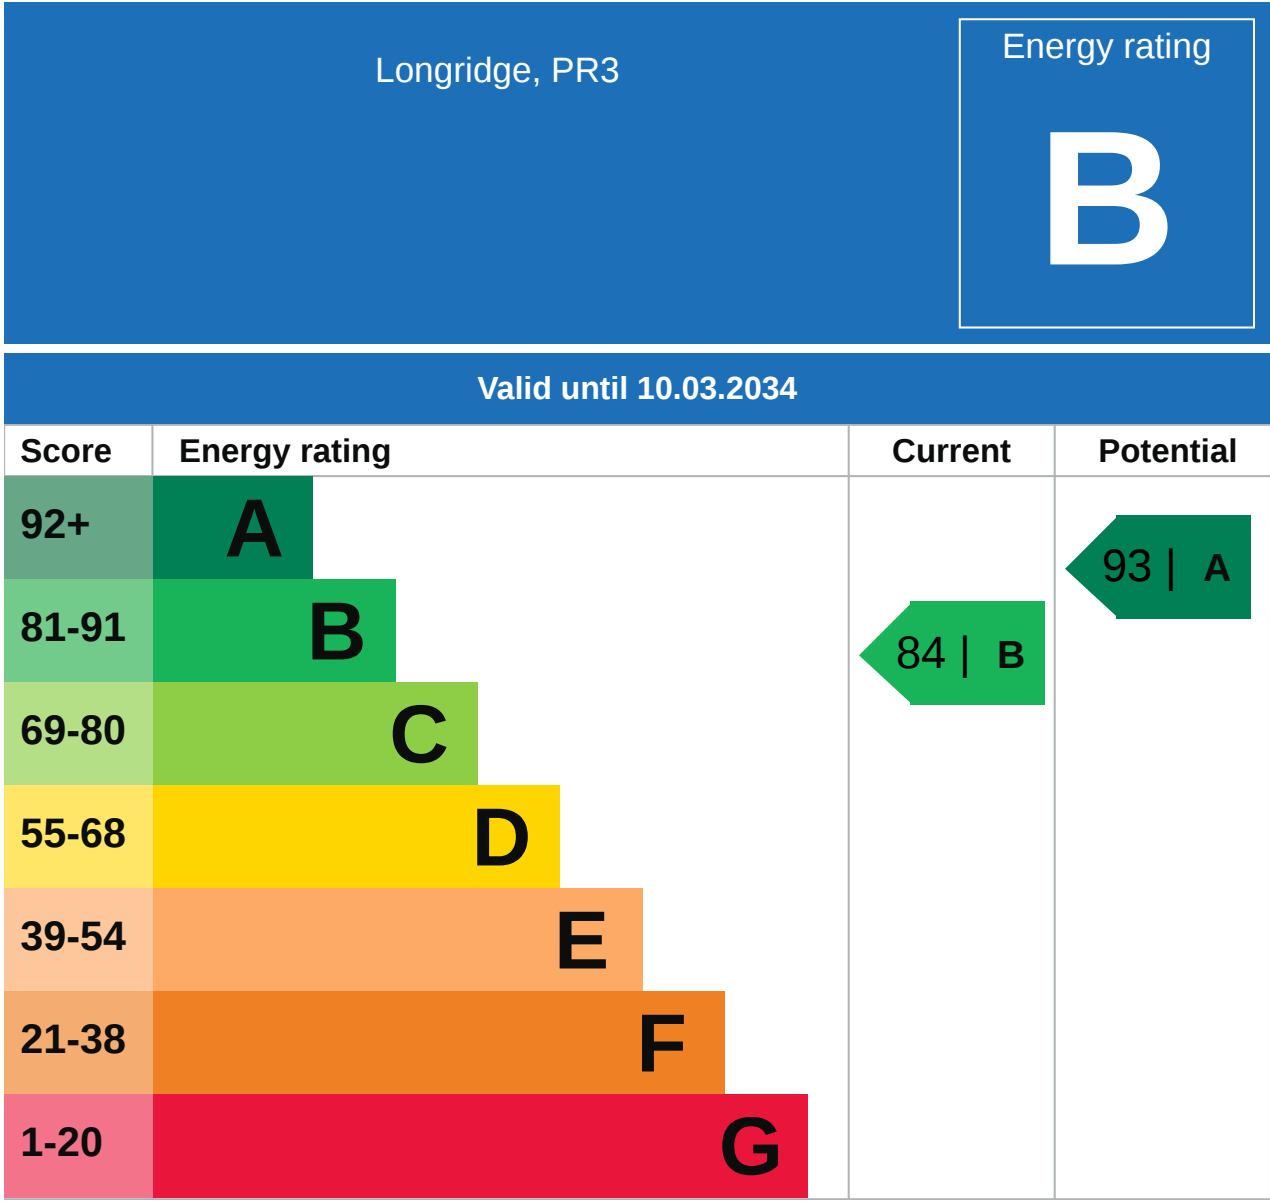 Longridge, PR3
Energy rating
B
Valid until 10.03.2034
Score Energy rating Current Potential
92+ A
93 | A
81-91 B
84 | B
69-80 C
55-68 D
39-54 E
21-38 F
1-20 G